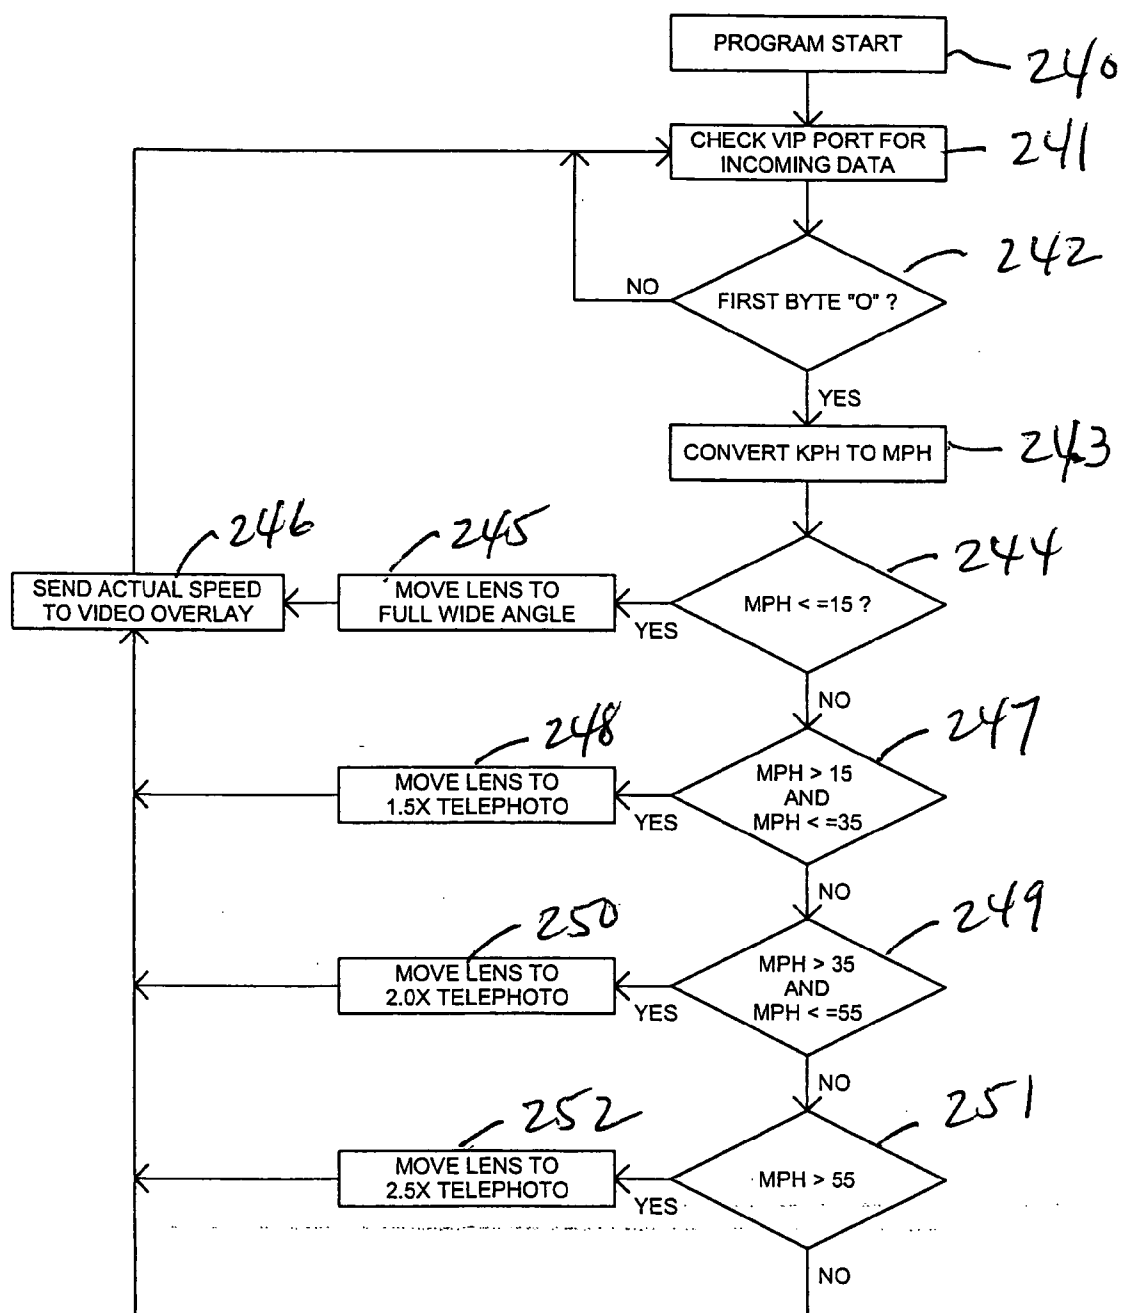 PROGRAM START
240
CHECK VIP PORT FOR
INCOMING DATA
241
242
NO
FIRST BYTE "O" ?
YES
CONVERT KPH TO MPH
243
246
245
244
SEND ACTUAL SPEED
TO VIDEO OVERLAY
MOVE LENS TO
FULL WIDE ANGLE
YES
MPH < =15 ?
NO
248
247
MOVE LENS TO
1.5X TELEPHOTO
YES
MPH > 15
AND
MPH < =35
NO
250
249
MOVE LENS TO
2.0X TELEPHOTO
YES
MPH > 35
AND
MPH < =55
NO
252
251
MOVE LENS TO
2.5X TELEPHOTO
YES
MPH > 55
NO